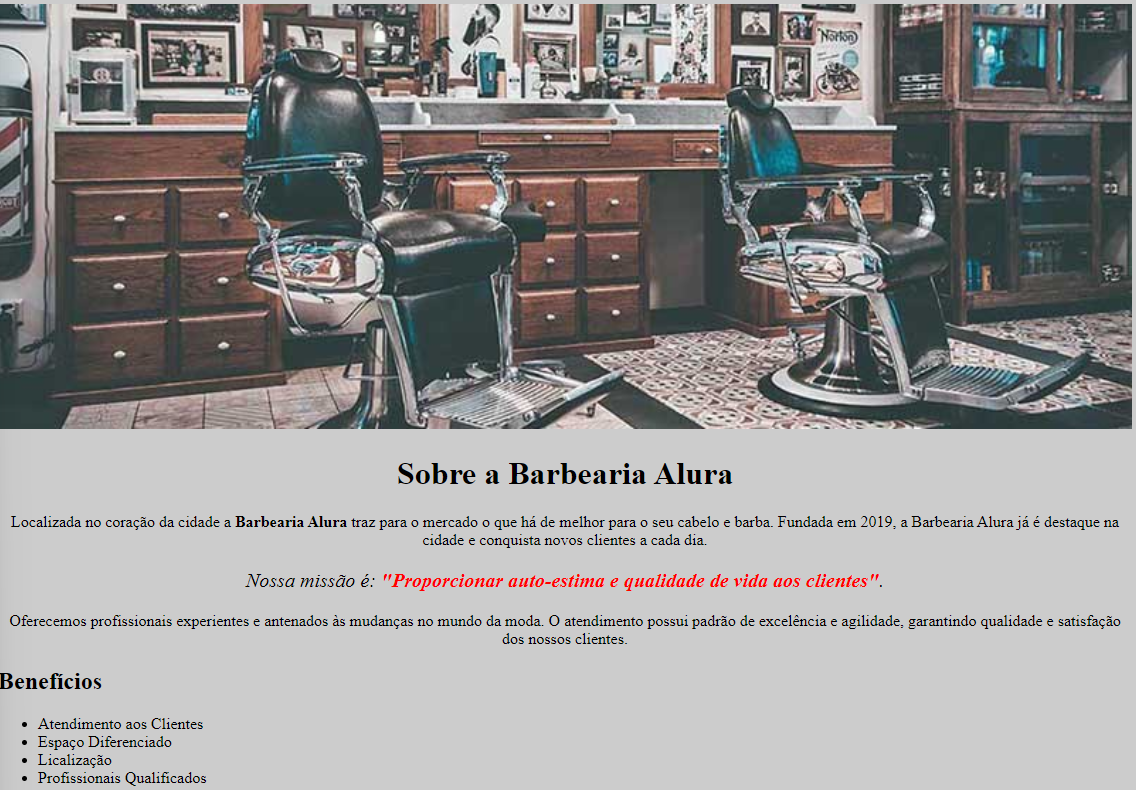 Norton
Sobre a Barbearia Alura
Localizada no coração da cidade a Barbearia Alura traz para o mercado o que há de melhor para o seu cabelo e barba. Fundada em 2019, a Barbearia Alura já é destaque na
cidade e conquista novos clientes a cada dia.
Nossa missão é: "Proporcionar auto-estima e qualidade de vida aos clientes".
Oferecemos profissionais experientes e antenados às mudanças no mundo da moda. O atendimento possui padrão de excelência e agilidade, garantindo qualidade e satisfação
dos nossos clientes.
Benefícios
• Atendimento aos Clientes
• Espaço Diferenciado
• Licalização
• Profissionais Qualificados